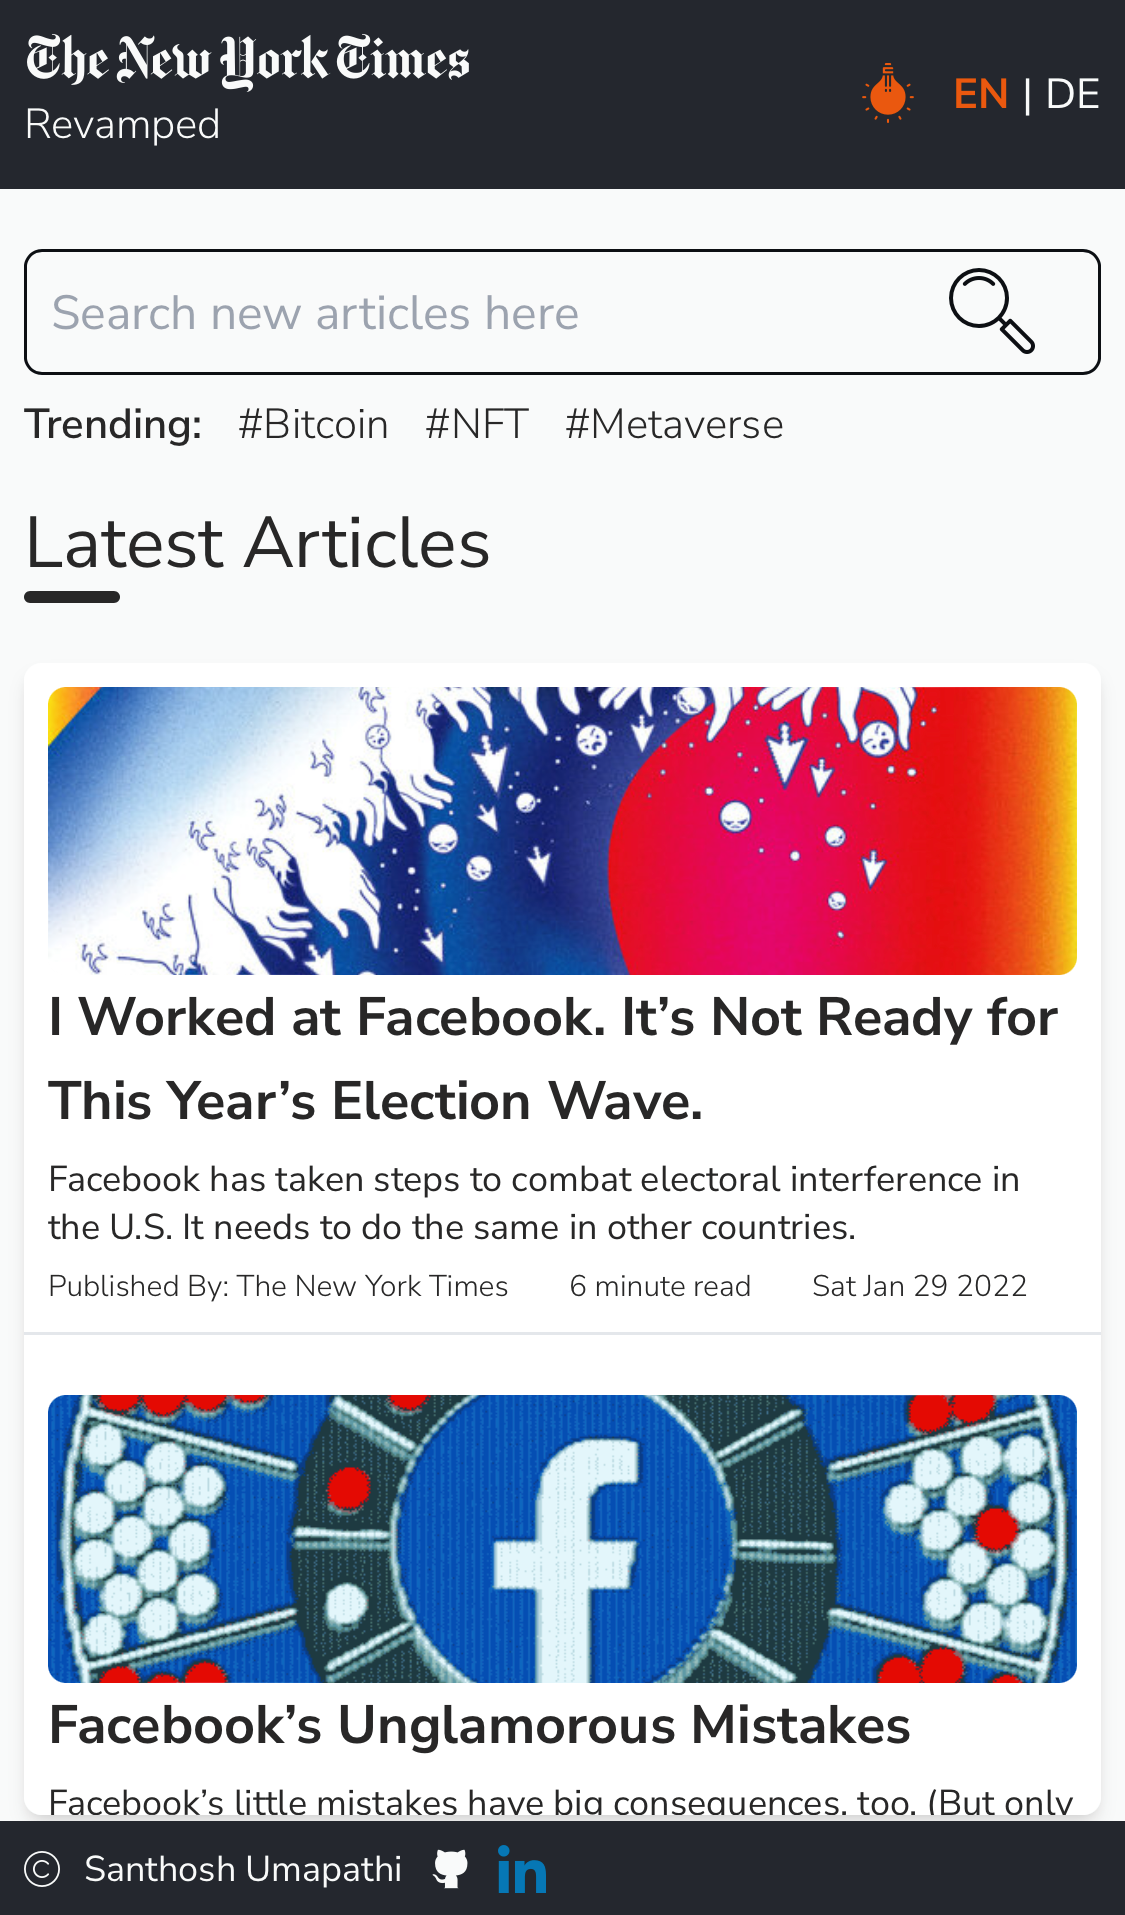 The New York Times
Revamped
EN | DE
Search new articles here
Trending: #Bitcoin #NFT #Metaverse
Latest Articles
I Worked at Facebook. It’s Not Ready for
This Year’s Election Wave.
Facebook has taken steps to combat electoral interference in
the U.S. It needs to do the same in other countries.
Published By: The New York Times 6 minute read Sat Jan 29 2022
f
Facebook’s Unglamorous Mistakes
Facebook’s little mistakes have big consequences, too. (But only
© Santhosh Umapathi in